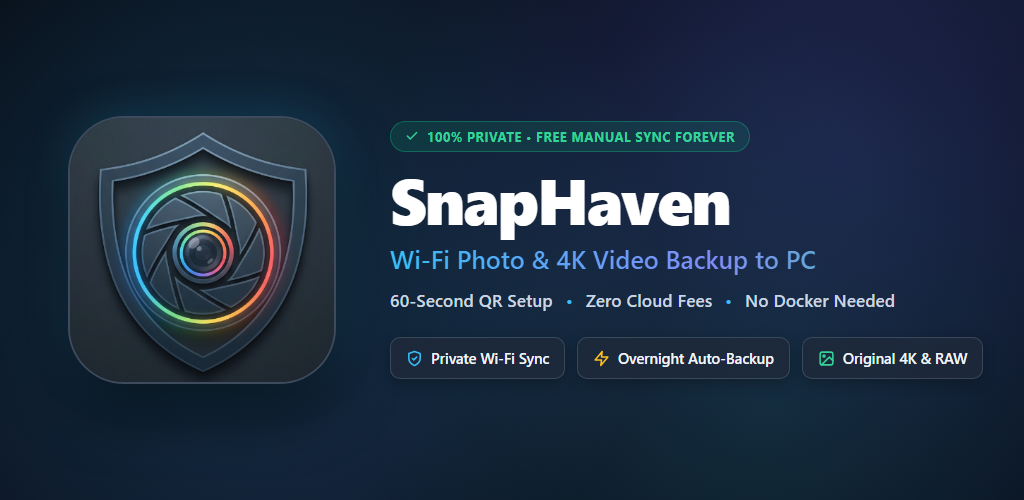 100% PRIVATE • FREE MANUAL SYNC FOREVER
SnapHaven
Wi-Fi Photo & 4K Video Backup to PC
60-Second QR Setup • Zero Cloud Fees • No Docker Needed
Private Wi-Fi Sync Overnight Auto-Backup Original 4K & RAW